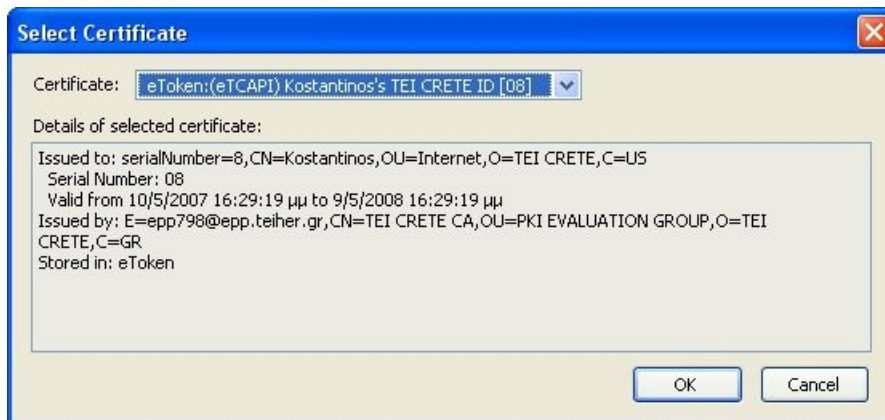 Select Certificate
Certificate: eToken:(eTCAPI) Kostantinos's TEI CRETE ID [08]
Details of selected certificate:
Issued to: serialNumber=8,CN=Kostantinos,OU=Internet,O=TEI CRETE,C=US
Serial Number: 08
Valid from 10/5/2007 16:29:19 μμ to 9/5/2008 16:29:19 μμ
Issued by: E=epp798@epp.teiher.gr,CN=TEI CRETE CA,OU=PKI EVALUATION GROUP,O=TEI
CRETE,C=GR
Stored in: eToken
OK Cancel